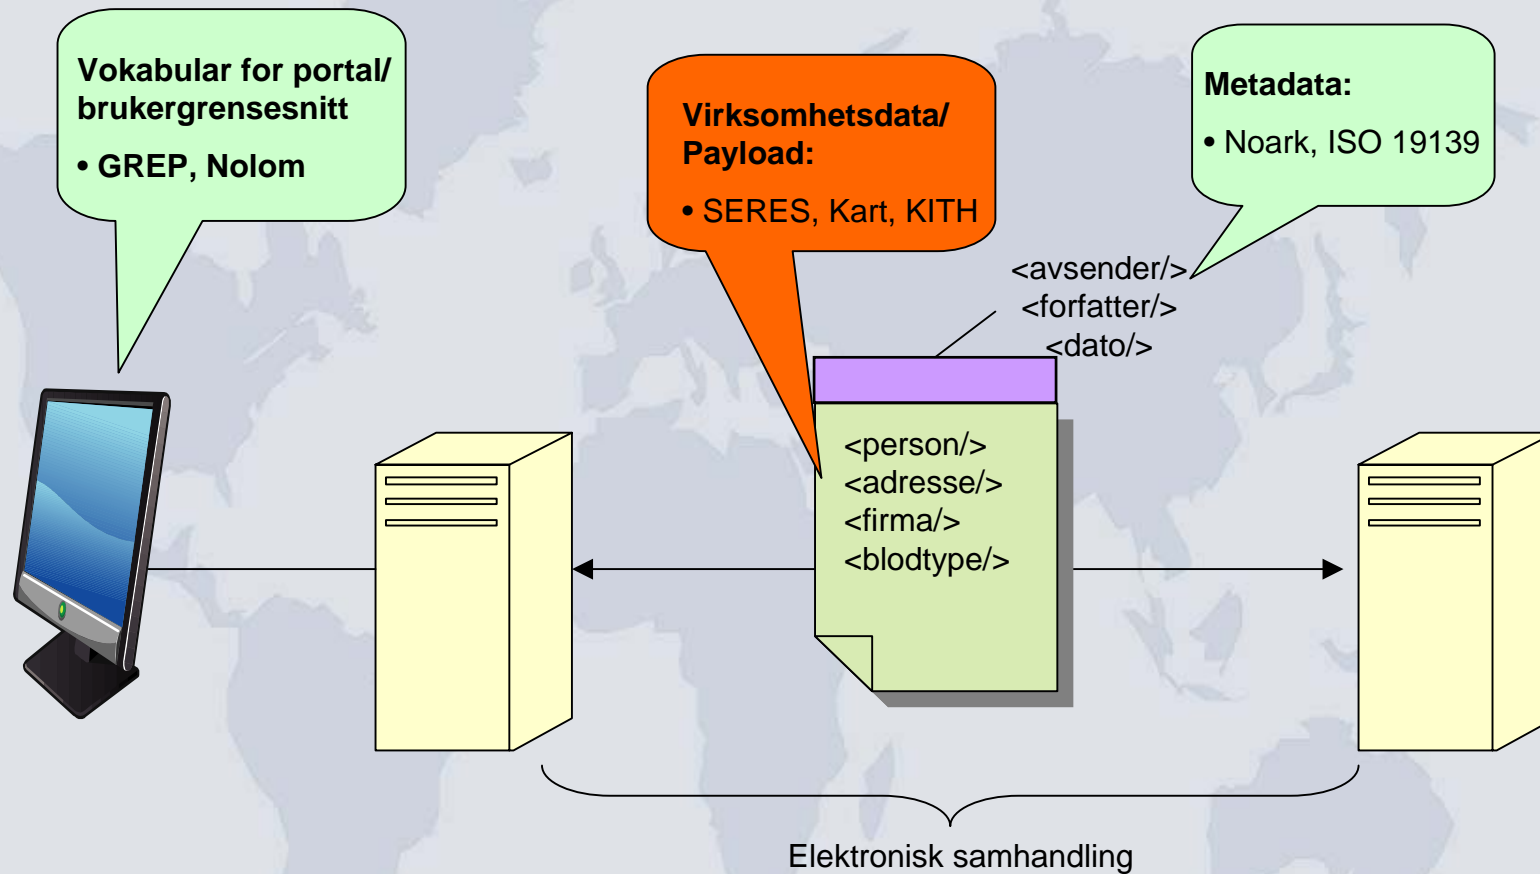 Vokabular for portal/
brukergrensesnitt
• GREP, Nolom
Virksomhetsdata/
Payload:
• SERES, Kart, KITH
Metadata:
• Noark, ISO 19139
<avsender/>
<forfatter/>
<dato/>
<person/>
<adresse/>
<firma/>
<blodtype/>
Elektronisk samhandling